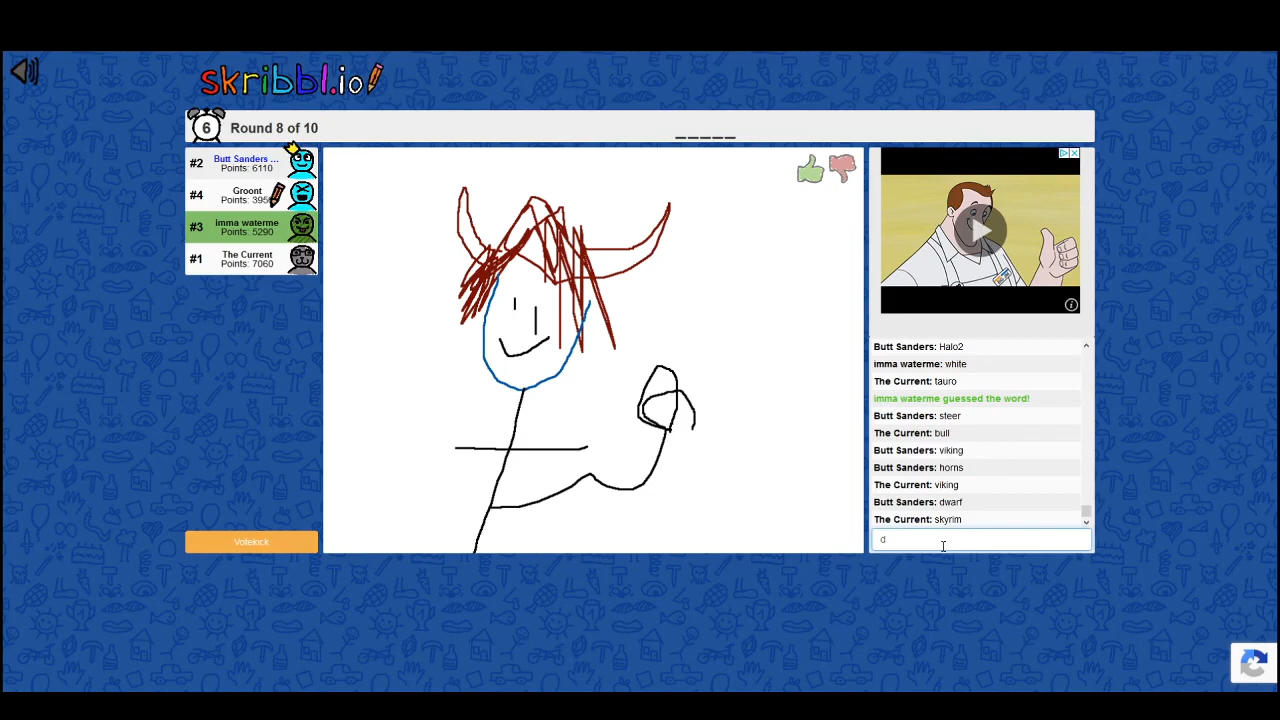 skribbl.io
6
Round 8 of 10
_ _ _ _ _
#2
Butt Sanders ...
Points: 6110
#4
Groont
#3
imma waterme
Points: 5290
#1
The Current
Points: 7060
Votekick
Butt Sanders: Halo2
imma waterme: white
The Current: tauro
imma waterme guessed the word!
Butt Sanders: steer
The Current: bull
Butt Sanders: viking
Butt Sanders: horns
The Current: viking
Butt Sanders: dwarf
The Current: skyrim
d